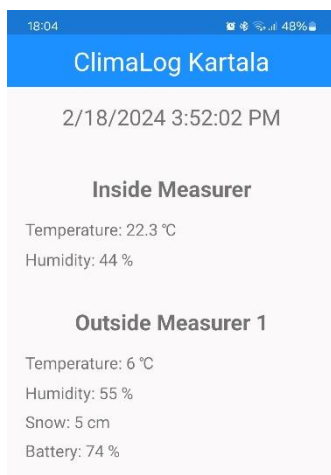 18:04 48%
ClimaLog Kartala
2/18/2024 3:52:02 PM
Inside Measurer
Temperature: 22.3 ℃
Humidity: 44 %
Outside Measurer 1
Temperature: 6 ℃
Humidity: 55 %
Snow: 5 cm
Battery: 74 %